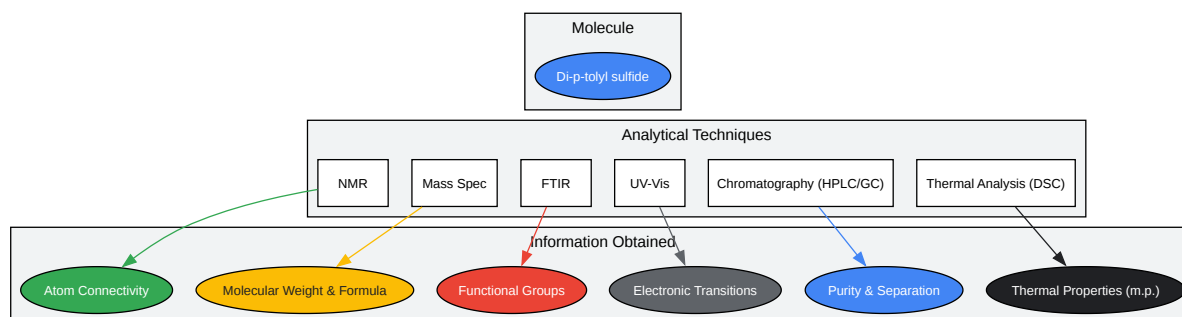 Molecule
Di-p-tolyl sulfide
Analytical Techniques
NMR
Mass Spec
FTIR
UV-Vis
Chromatography (HPLC/GC)
Thermal Analysis (DSC)
Information Obtained
Atom Connectivity
Molecular Weight & Formula
Functional Groups
Electronic Transitions
Purity & Separation
Thermal Properties (m.p.)